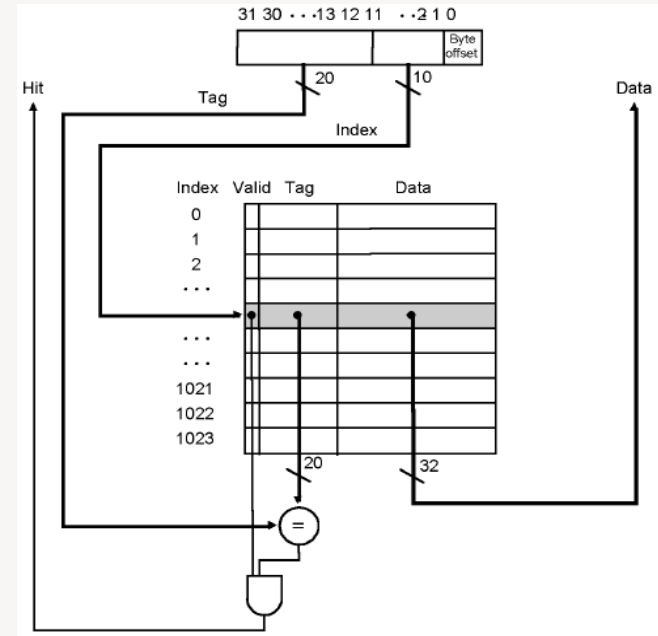 31 30 ···13 12 11 ··2 1 0
Byte
offset
20
10
Hit
Data
Tag
Index
Index Valid Tag Data
0
1
2
···
···
···
1021
1022
1023
20
32
=